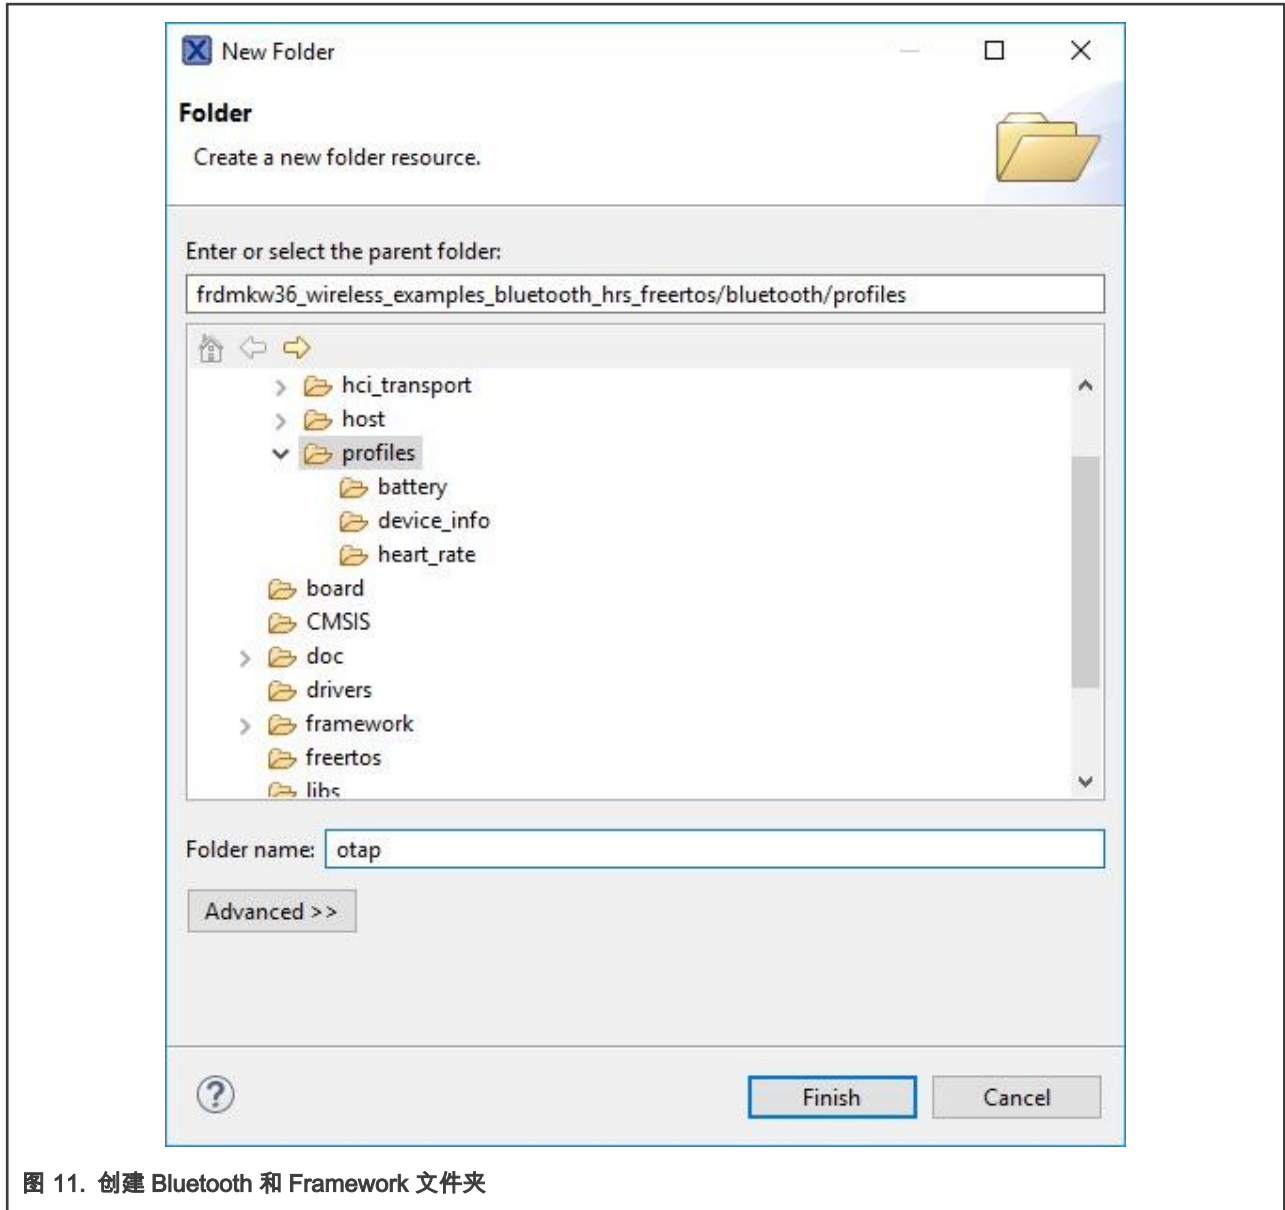 New Folder
Folder
Create a new folder resource.
Enter or select the parent folder:
frdmkw36_wireless_examples_bluetooth_hrs_freertos/bluetooth/profiles
hci_transport
host
profiles
battery
device_info
heart_rate
board
CMSIS
doc
drivers
framework
freertos
libs
Folder name: otap
Advanced >>
Finish Cancel
图 11. 创建 Bluetooth 和 Framework 文件夹